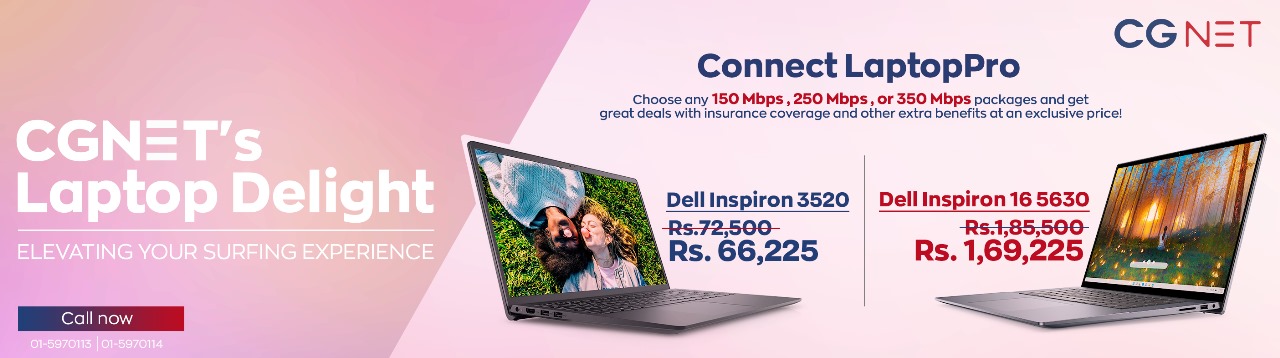 CGNET
Connect LaptopPro
Choose any 150 Mbps , 250 Mbps , or 350 Mbps packages and get
great deals with insurance coverage and other extra benefits at an exclusive price!
CGNET's
Laptop Delight
ELEVATING YOUR SURFING EXPERIENCE
Call now
01-5970113 | 01-5970114
Dell Inspiron 3520
Rs.72,500
Rs. 66,225
Dell Inspiron 16 5630
Rs.1,85,500
Rs. 1,69,225